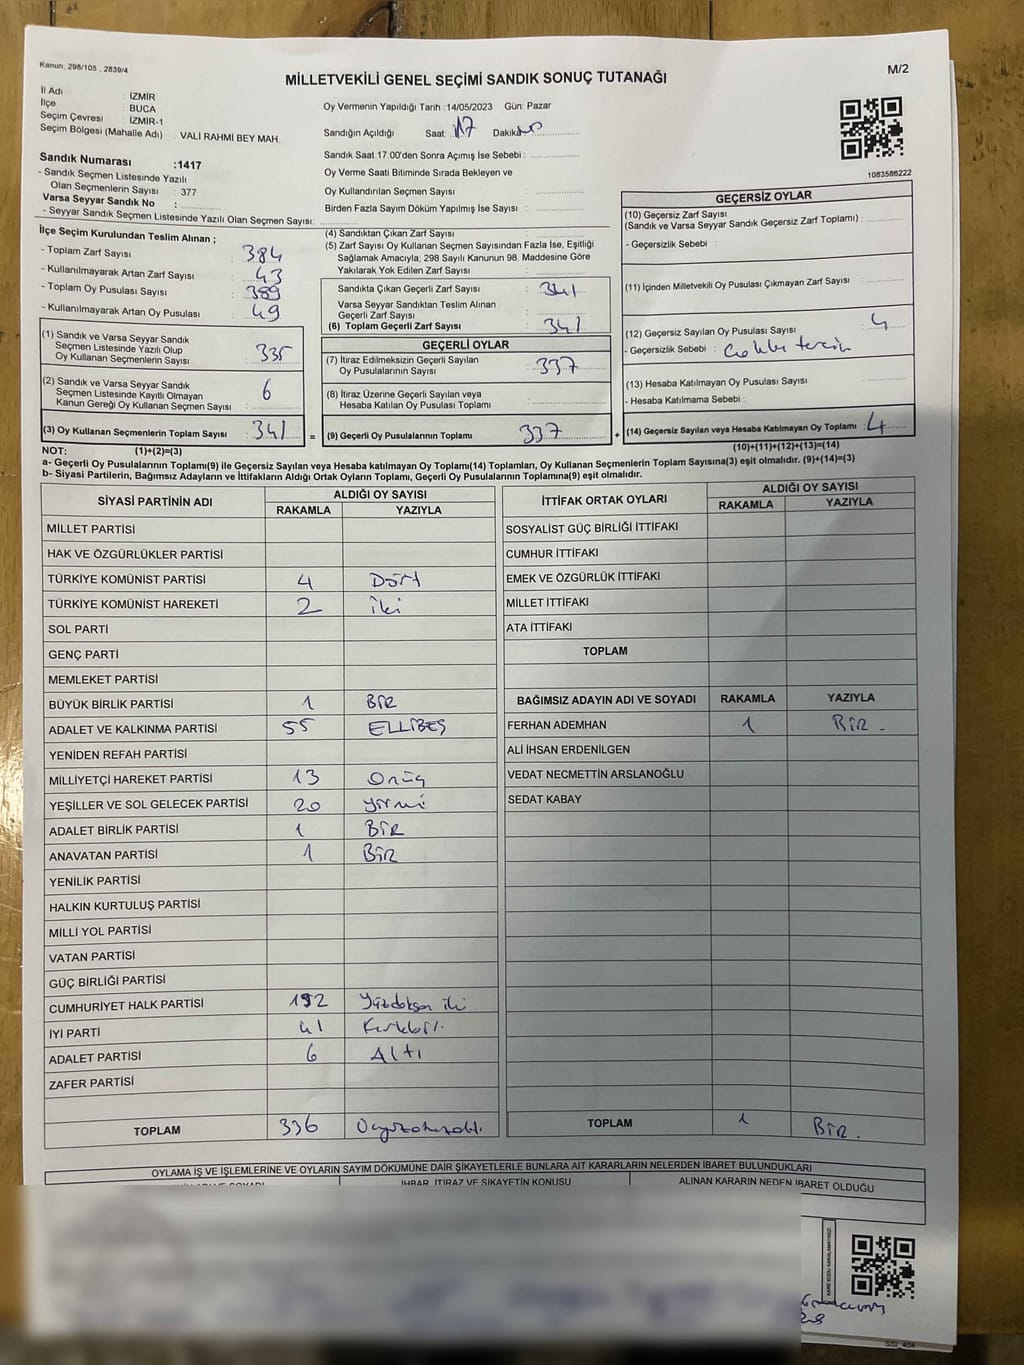 Kanun: 298/105 , 2839/4
MİLLETVEKİLİ GENEL SEÇİMİ SANDIK SONUÇ TUTANAĞI
M/2
İl Adı : İZMİR
İlçe : BUCA
Seçim Çevresi : İZMİR-1
Seçim Bölgesi (Mahalle Adı) : VALİ RAHMİ BEY MAH.
Sandık Numarası :1417
- Sandık Seçmen Listesinde Yazılı
Olan Seçmenlerin Sayısı : 377
Varsa Seyyar Sandık No :
- Seyyar Sandık Seçmen Listesinde Yazılı Olan Seçmen Sayısı:
Oy Vermenin Yapıldığı Tarih :14/05/2023 Gün: Pazar
Sandığın Açıldığı Saat: 17 Dakika:
Sandık Saat 17:00'den Sonra Açımış İse Sebebi :
Oy Verme Saati Bitiminde Sırada Bekleyen ve
Oy Kullandırılan Seçmen Sayısı :
Birden Fazla Sayım Döküm Yapılmış İse Sayısı :
1083586222
İlçe Seçim Kurulundan Teslim Alınan ;
- Toplam Zarf Sayısı : 384
- Kullanılmayarak Artan Zarf Sayısı : 43
- Toplam Oy Pusulası Sayısı : 389
- Kullanılmayarak Artan Oy Pusulası : 49
(1) Sandık ve Varsa Seyyar Sandık
Seçmen Listesinde Yazılı Olup
Oy Kullanan Seçmenlerin Sayısı : 335
(2) Sandık ve Varsa Seyyar Sandık
Seçmen Listesinde Kayıtlı Olmayan
Kanun Gereği Oy Kullanan Seçmen Sayısı : 6
(3) Oy Kullanan Seçmenlerin Toplam Sayısı : 341
(4) Sandıktan Çıkan Zarf Sayısı :
(5) Zarf Sayısı Oy Kullanan Seçmen Sayısından Fazla İse, Eşitliği
Sağlamak Amacıyla, 298 Sayılı Kanunun 98. Maddesine Göre
Yakılarak Yok Edilen Zarf Sayısı :
Sandıkta Çıkan Geçerli Zarf Sayısı : 341
Varsa Seyyar Sandıktan Teslim Alınan
Geçerli Zarf Sayısı :
(6) Toplam Geçerli Zarf Sayısı : 341
GEÇERLİ OYLAR
(7) İtiraz Edilmeksizin Geçerli Sayılan
Oy Pusulalarının Sayısı : 337
(8) İtiraz Üzerine Geçerli Sayılan veya
Hesaba Katılan Oy Pusulası Toplamı :
= (9) Geçerli Oy Pusulalarının Toplamı : 337 +
GEÇERSİZ OYLAR
(10) Geçersiz Zarf Sayısı
(Sandık ve Varsa Seyyar Sandık Geçersiz Zarf Toplamı) :
- Geçersizlik Sebebi :
(11) İçinden Milletvekili Oy Pusulası Çıkmayan Zarf Sayısı :
(12) Geçersiz Sayılan Oy Pusulası Sayısı : 4
- Geçersizlik Sebebi : Çoklu tercih
(13) Hesaba Katılmayan Oy Pusulası Sayısı :
- Hesaba Katılmama Sebebi :
(14) Geçersiz Sayılan veya Hesaba Katılmayan Oy Toplamı : 4
NOT: (1)+(2)=(3) (10)+(11)+(12)+(13)=(14)
a- Geçerli Oy Pusulalarının Toplamı(9) ile Geçersiz Sayılan veya Hesaba katılmayan Oy Toplamı(14) Toplamları, Oy Kullanan Seçmenlerin Toplam Sayısına(3) eşit olmalıdır. (9)+(14)=(3)
b- Siyasi Partilerin, Bağımsız Adayların ve İttifakların Aldığı Ortak Oyların Toplamı, Geçerli Oy Pusulalarının Toplamına(9) eşit olmalıdır.
SİYASİ PARTİNİN ADI ALDIĞI OY SAYISI
RAKAMLA YAZIYLA
MİLLET PARTİSİ
HAK VE ÖZGÜRLÜKLER PARTİSİ
TÜRKİYE KOMÜNİST PARTİSİ 4 Dört
TÜRKİYE KOMÜNİST HAREKETİ 2 iki
SOL PARTİ
GENÇ PARTİ
MEMLEKET PARTİSİ
BÜYÜK BİRLİK PARTİSİ 1 BİR
ADALET VE KALKINMA PARTİSİ 55 ELLİBEŞ
YENİDEN REFAH PARTİSİ
MİLLİYETÇİ HAREKET PARTİSİ 13 Onüç
YEŞİLLER VE SOL GELECEK PARTİSİ 20 yirmi
ADALET BİRLİK PARTİSİ 1 BİR
ANAVATAN PARTİSİ 1 BİR
YENİLİK PARTİSİ
HALKIN KURTULUŞ PARTİSİ
MİLLİ YOL PARTİSİ
VATAN PARTİSİ
GÜÇ BİRLİĞİ PARTİSİ
CUMHURİYET HALK PARTİSİ 192 Yüzdoksan iki
İYİ PARTİ 41 Kırkbir.
ADALET PARTİSİ 6 Altı
ZAFER PARTİSİ
TOPLAM 336 Üçyüzotuzaltı.
İTTİFAK ORTAK OYLARI ALDIĞI OY SAYISI
RAKAMLA YAZIYLA
SOSYALİST GÜÇ BİRLİĞİ İTTİFAKI
CUMHUR İTTİFAKI
EMEK VE ÖZGÜRLÜK İTTİFAKI
MİLLET İTTİFAKI
ATA İTTİFAKI
TOPLAM
BAĞIMSIZ ADAYIN ADI VE SOYADI RAKAMLA YAZIYLA
FERHAN ADEMHAN 1 BİR .
ALİ İHSAN ERDENİLGEN
VEDAT NECMETTİN ARSLANOĞLU
SEDAT KABAY
TOPLAM 1 BİR .
OYLAMA İŞ VE İŞLEMLERİNE VE OYLARIN SAYIM DÖKÜMÜNE DAİR ŞİKAYETLERLE BUNLARA AİT KARARLARIN NELERDEN İBARET BULUNDUKLARI
İHBAR, İTİRAZ VE ŞİKAYETİN KONUSU ALINAN KARARIN NEDEN İBARET OLDUĞU
KARE KODU KARALAMAYINIZ!